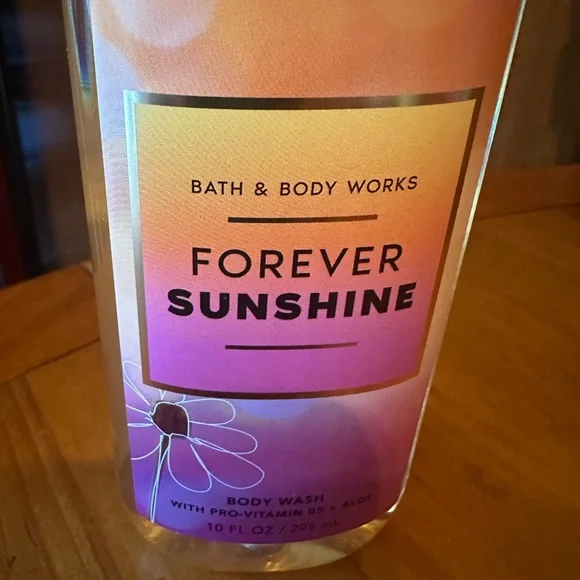 BATH & BODY WORKS
FOREVER
SUNSHINE
BODY WASH
WITH PRO-VITAMIN B5 + ALOE
10 FL OZ / 295 mL